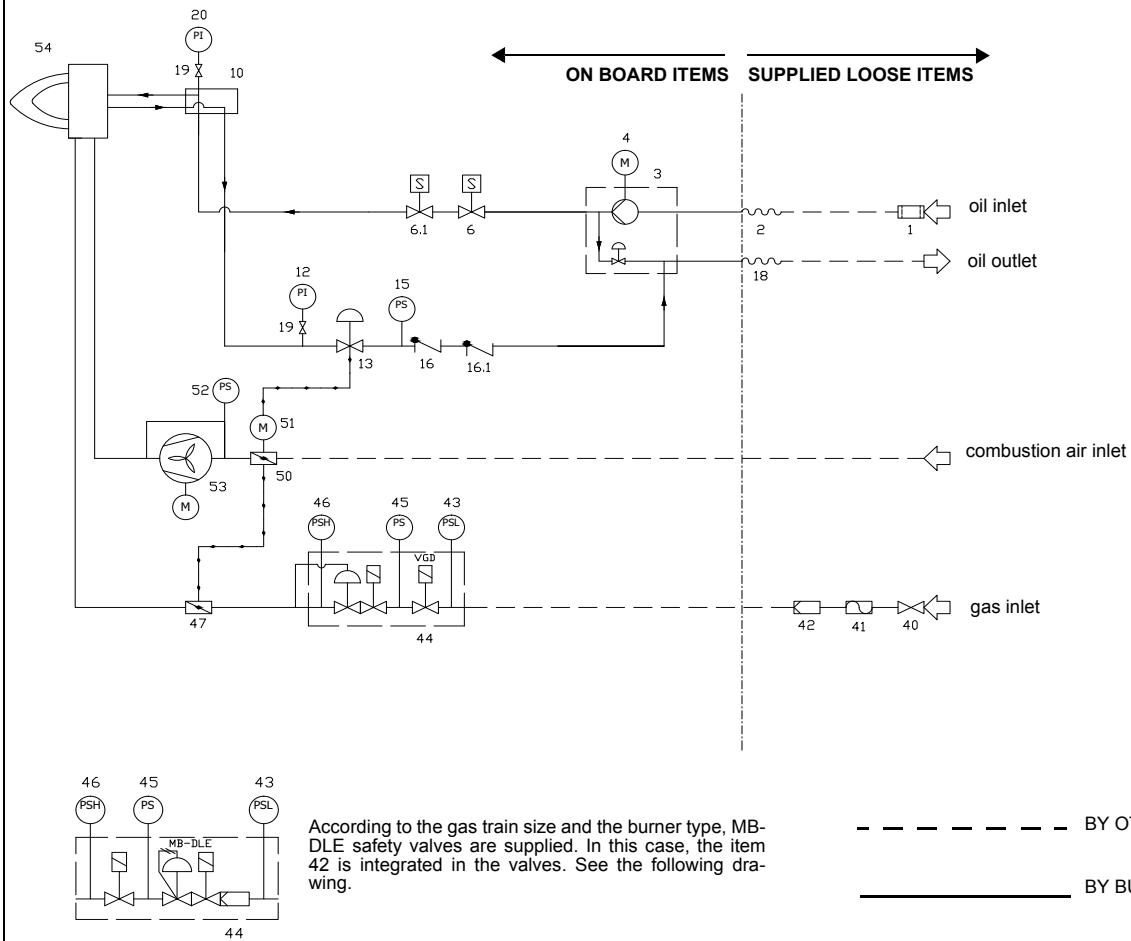 20
54
PI
19
10
ON BOARD ITEMS
SUPPLIED LOOSE ITEMS
4
M
3
S
S
6.1
6
2
1
oil inlet
oil outlet
18
12
PI
19
15
PS
13
16
16.1
52
PS
51
M
50
53
M
combustion air inlet
46
45
43
PSH
PS
PSL
VGD
47
44
42
41
40
gas inlet
46
45
43
PSH
PS
PSL
MB-DLE
44
According to the gas train size and the burner type, MB-
DLE safety valves are supplied. In this case, the item
42 is integrated in the valves. See the following dra-
wing.
BY OT
BY BU